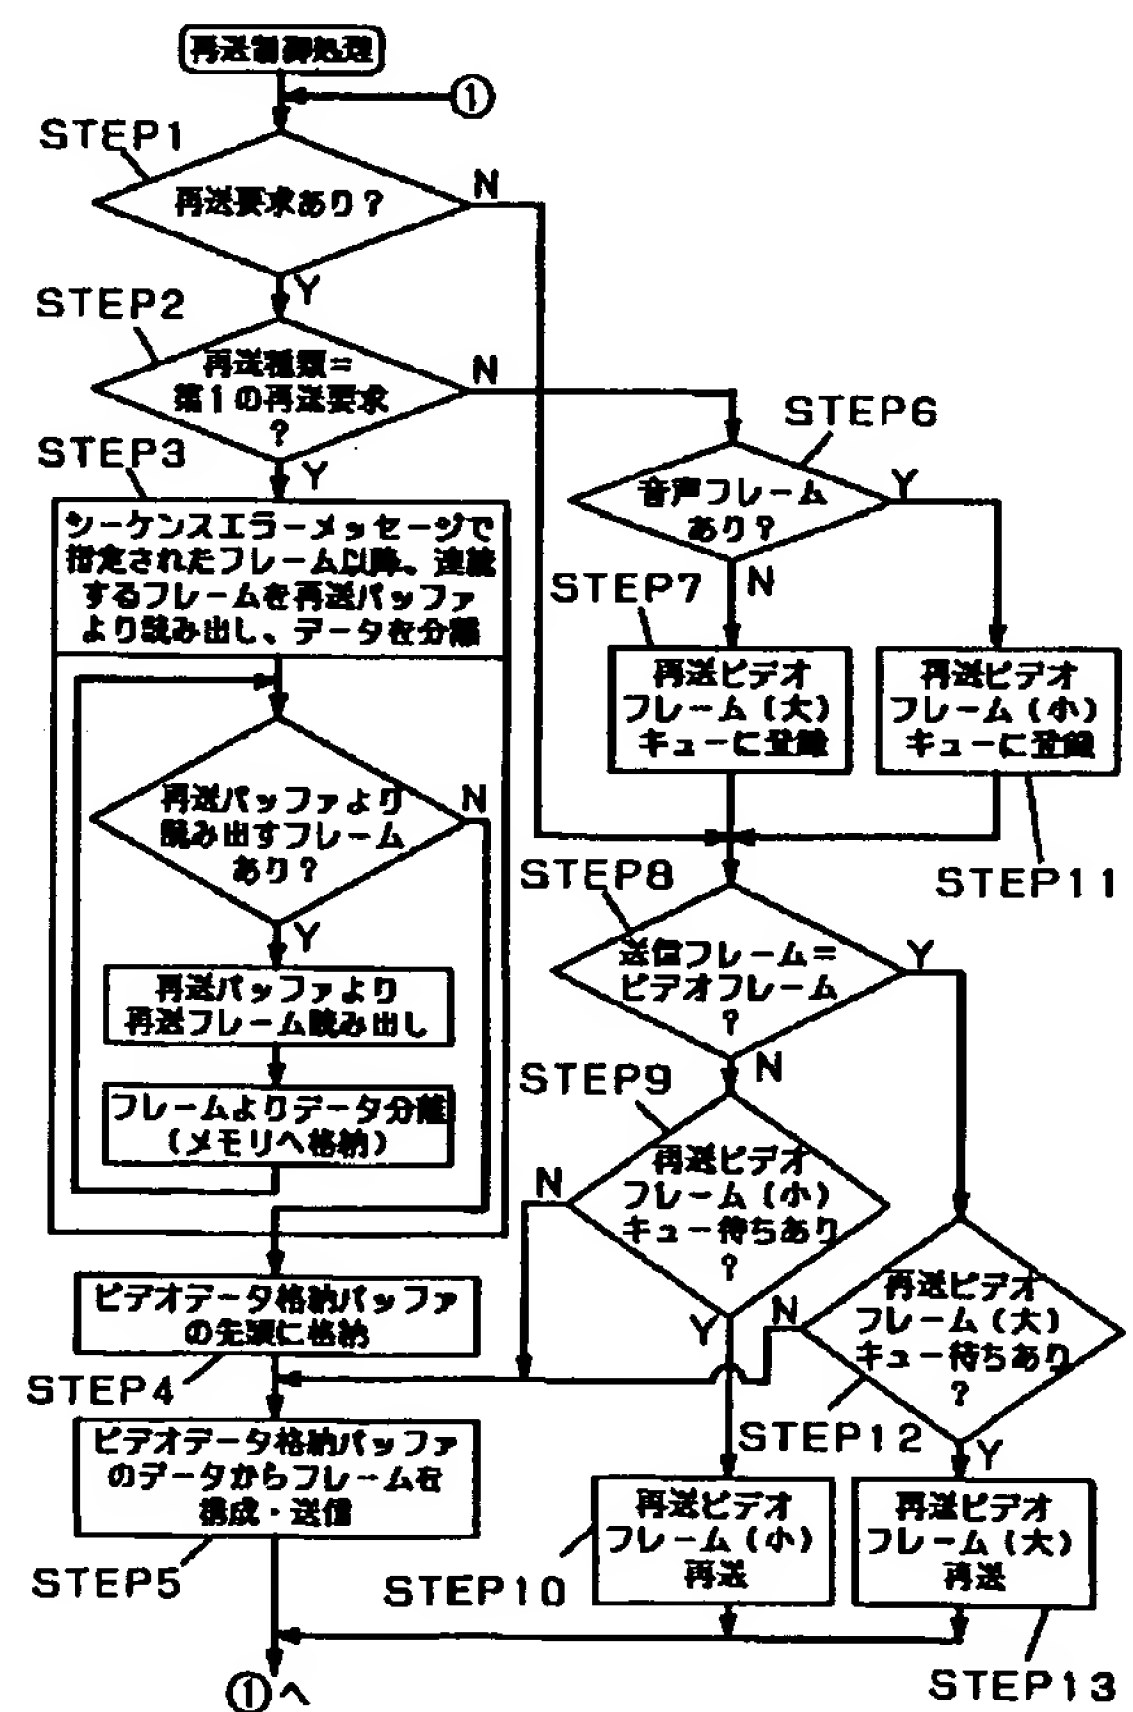 再送制御処理
①
STEP1
再送要求あり?
N
Y
STEP2
再送種類=
第1の再送要求
?
N
Y
STEP3
シーケンスエラーメッセージで
指定されたフレーム以降、連続
するフレームを再送バッファ
より読み出し、データを分離
再送バッファより
読み出すフレーム
あり?
N
Y
再送バッファより
再送フレーム読み出し
フレームよりデータ分離
(メモリへ格納)
ビデオデータ格納バッファ
の先頭に格納
STEP4
ビデオデータ格納バッファ
のデータからフレームを
構成・送信
STEP5
①へ
STEP6
音声フレーム
あり?
Y
N
STEP7
再送ビデオ
フレーム(大)
キューに登録
再送ビデオ
フレーム(小)
キューに登録
STEP11
STEP8
送信フレーム=
ビデオフレーム
?
Y
N
STEP9
再送ビデオ
フレーム(小)
キュー待ちあり
?
N
Y
再送ビデオ
フレーム(大)
キュー待ちあり
?
N
Y
STEP12
再送ビデオ
フレーム(小)
再送
STEP10
再送ビデオ
フレーム(大)
再送
STEP13